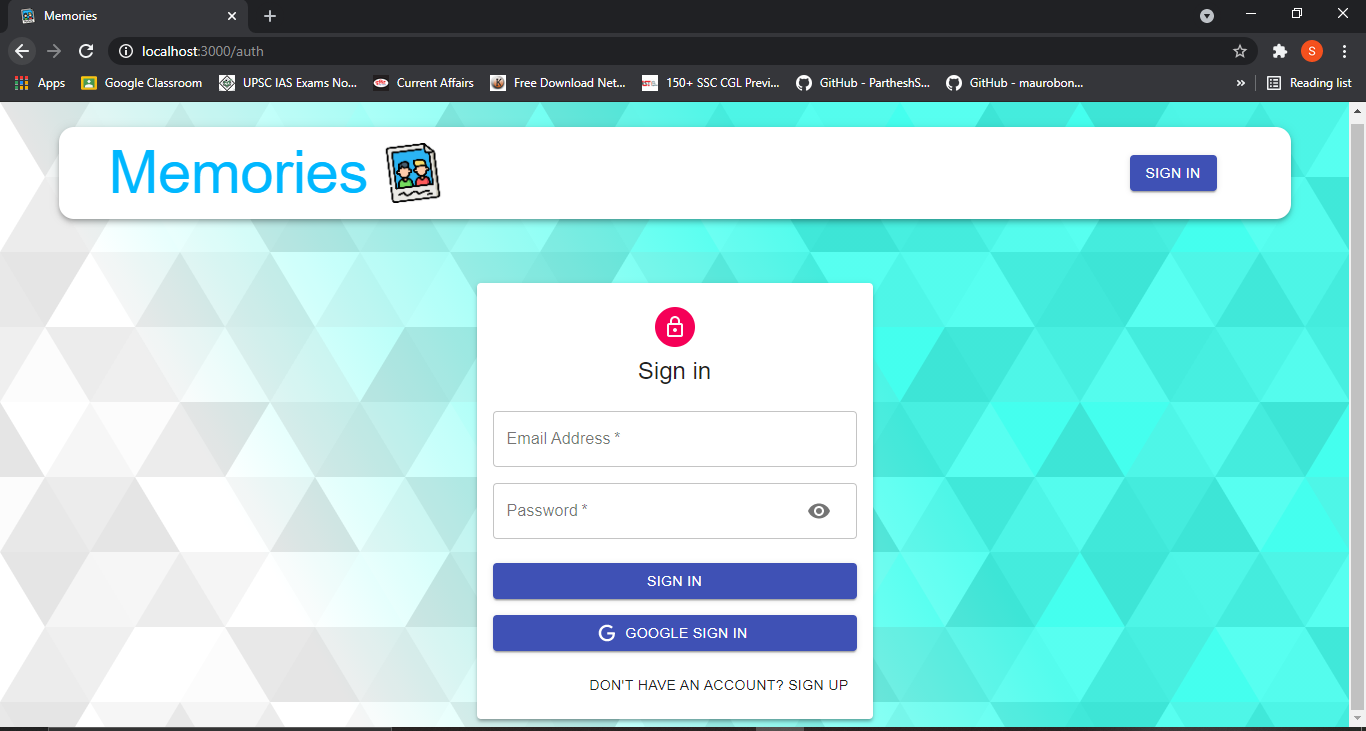 Memories
localhost:3000/auth
S
Apps
Google Classroom
UPSC IAS Exams No...
Current Affairs
Free Download Net...
150+ SSC CGL Previ...
GitHub - PartheshS...
GitHub - maurobon...
»
Reading list
Memories
SIGN IN
Sign in
Email Address *
Password *
SIGN IN
G GOOGLE SIGN IN
DON'T HAVE AN ACCOUNT? SIGN UP